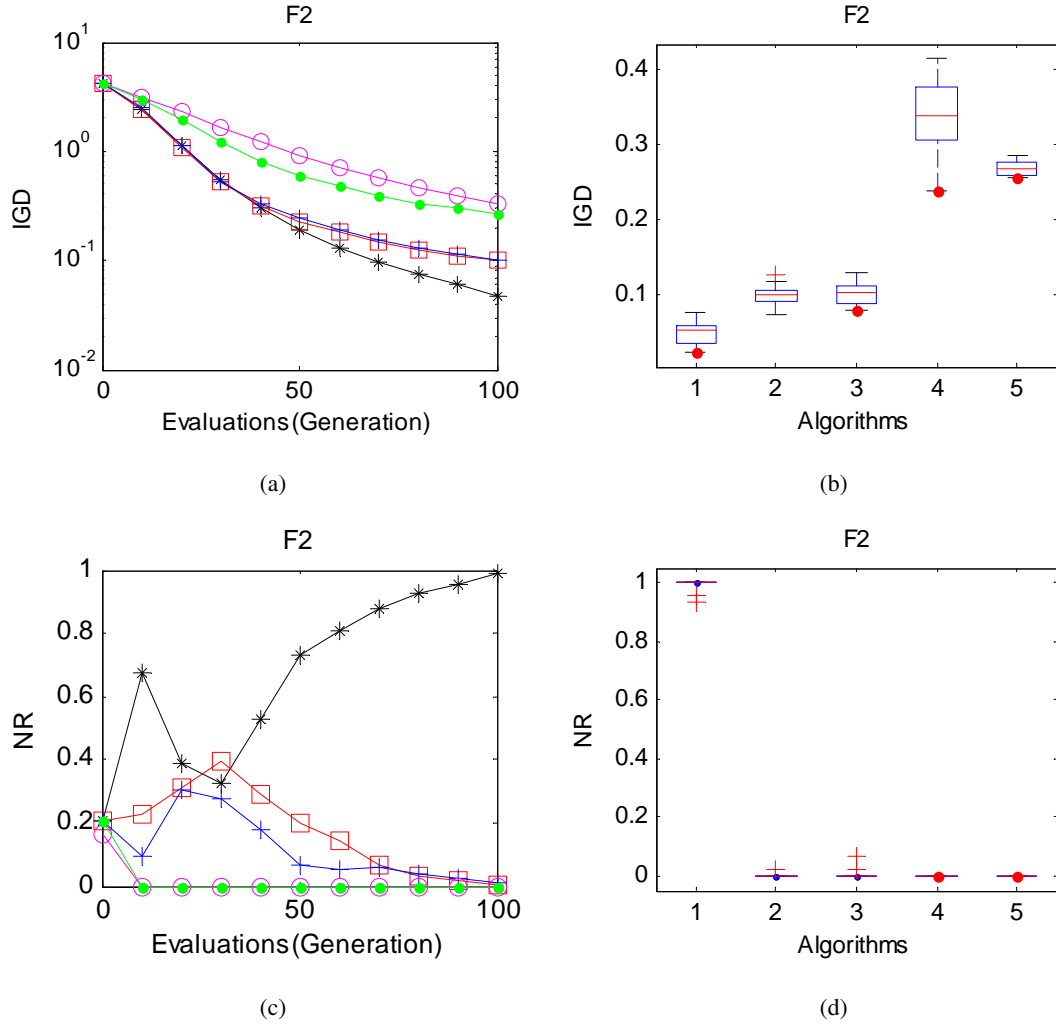 F2
10^1
10^0
10^-1
10^-2
IGD
0
50
100
Evaluations(Generation)
(a)
F2
0.4
0.3
0.2
0.1
IGD
1
2
3
4
5
Algorithms
(b)
F2
1
0.8
0.6
0.4
0.2
0
NR
0
50
100
Evaluations(Generation)
(c)
F2
1
0.8
0.6
0.4
0.2
0
NR
1
2
3
4
5
Algorithms
(d)